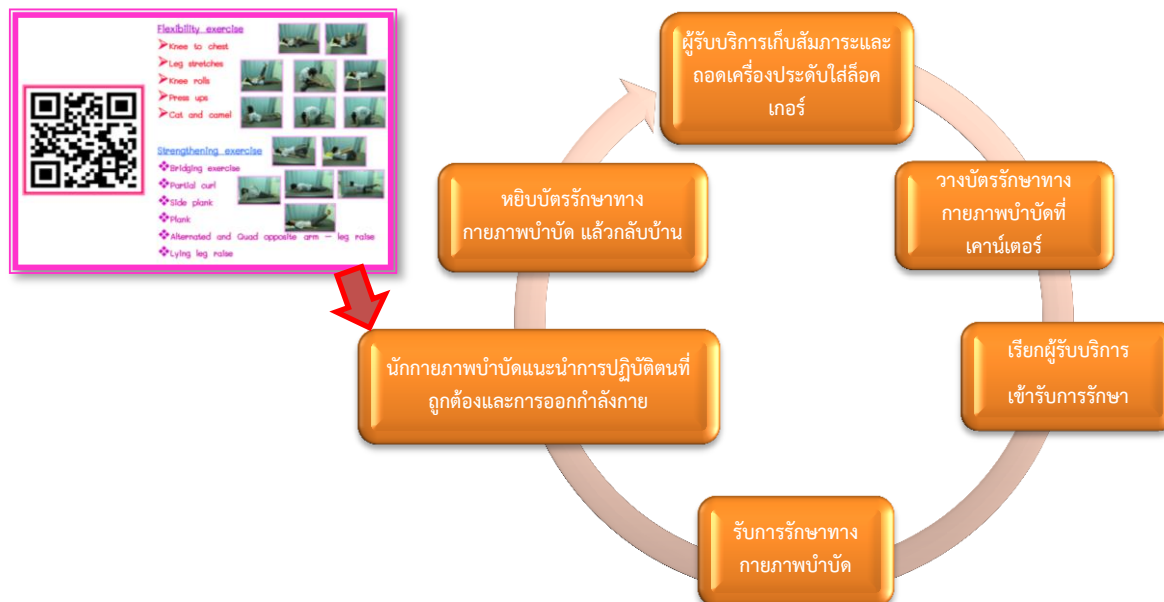 Flexibility exercise
Knee to chest
Leg stretches
Knee rolls
Press ups
Cat and camel
Strengthening exercise
Bridging exercise
Partial curl
Side plank
Plank
Alternated and Quad opposite arm – leg raise
Lying leg raise
ผู้รับบริการเก็บสัมภาระและ
ถอดเครื่องประดับใส่ล็อค
เกอร์
วางบัตรรักษาทาง
กายภาพบำบัดที่
เคาน์เตอร์
เรียกผู้รับบริการ
เข้ารับการรักษา
รับการรักษาทาง
กายภาพบำบัด
นักกายภาพบำบัดแนะนำการปฏิบัติตนที่
ถูกต้องและการออกกำลังกาย
หยิบบัตรรักษาทาง
กายภาพบำบัด แล้วกลับบ้าน